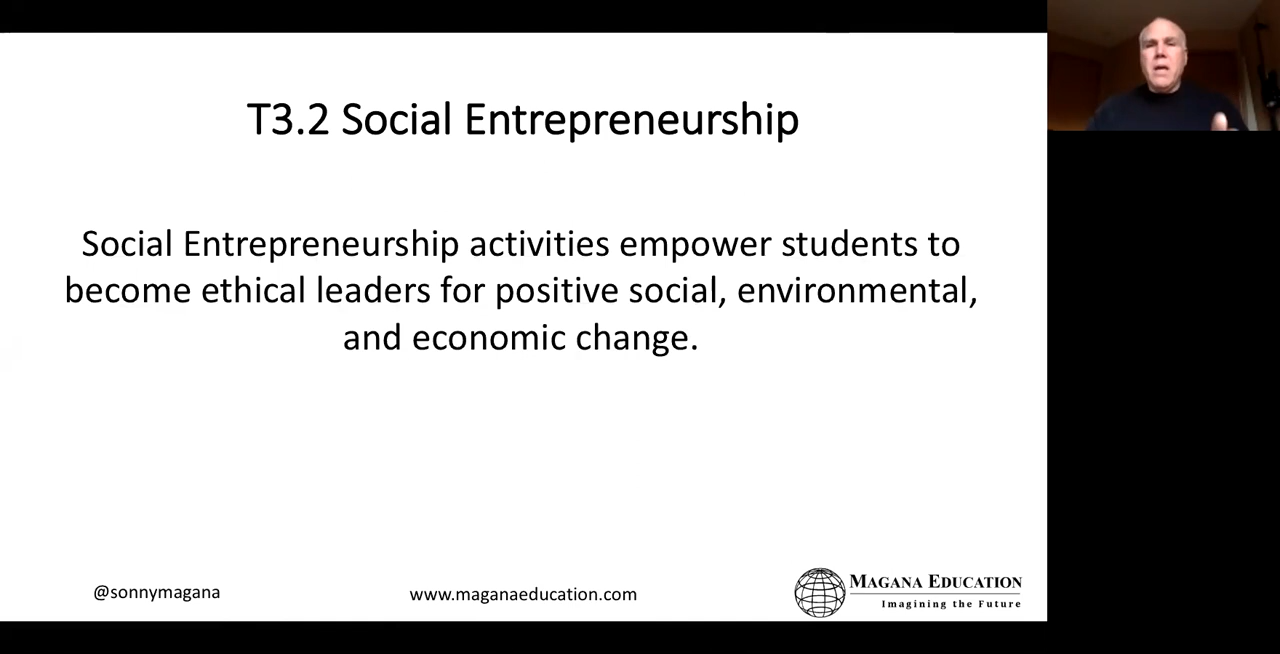 T3.2 Social Entrepreneurship
Social Entrepreneurship activities empower students to
become ethical leaders for positive social, environmental,
and economic change.
@sonnymagana
www.maganaeducation.com
MAGANA EDUCATION
Imagining the Future